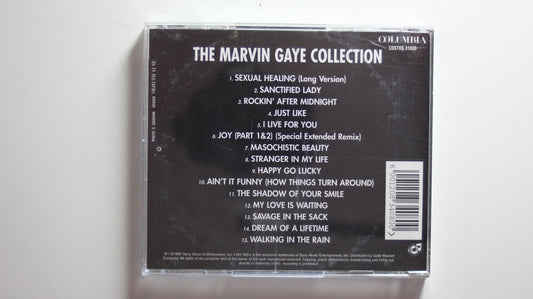 COLUMBIA
THE MARVIN GAYE COLLECTION
1. SEXUAL HEALING (Long Version)
2. SANCTIFIED LADY
3. ROCKIN' AFTER MIDNIGHT
4. JUST LIKE
5. I LIVE FOR YOU
6. JOY (PART 1&2) (Special Extended Remix)
7. MASOCHISTIC BEAUTY
8. STRANGER IN MY LIFE
9. HAPPY GO LUCKY
10. AIN'T IT FUNNY (HOW THINGS TURN AROUND)
11. THE SHADOW OF YOUR SMILE
12. MY LOVE IS WAITING
13. SAVAGE IN THE SACK
14. DREAM OF A LIFETIME
15. WALKING IN THE RAIN